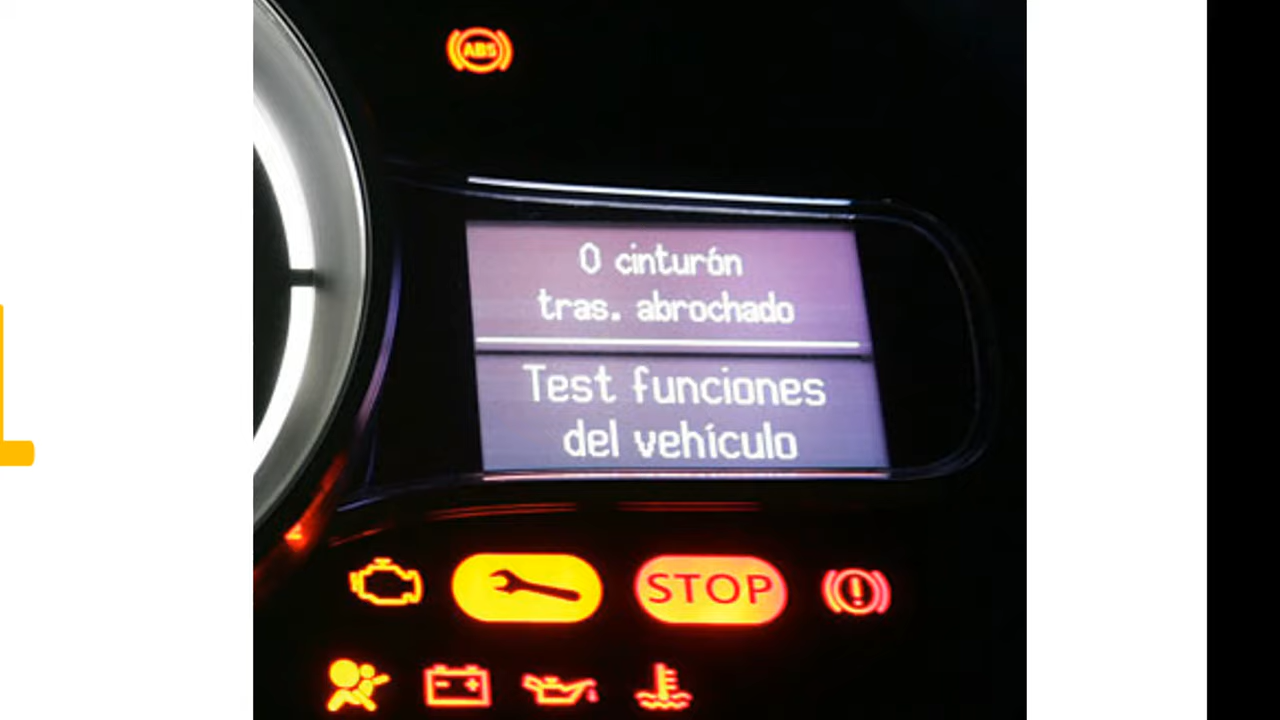 ABS
0 cinturón
tras. abrochado
Test funciones
del vehículo
STOP